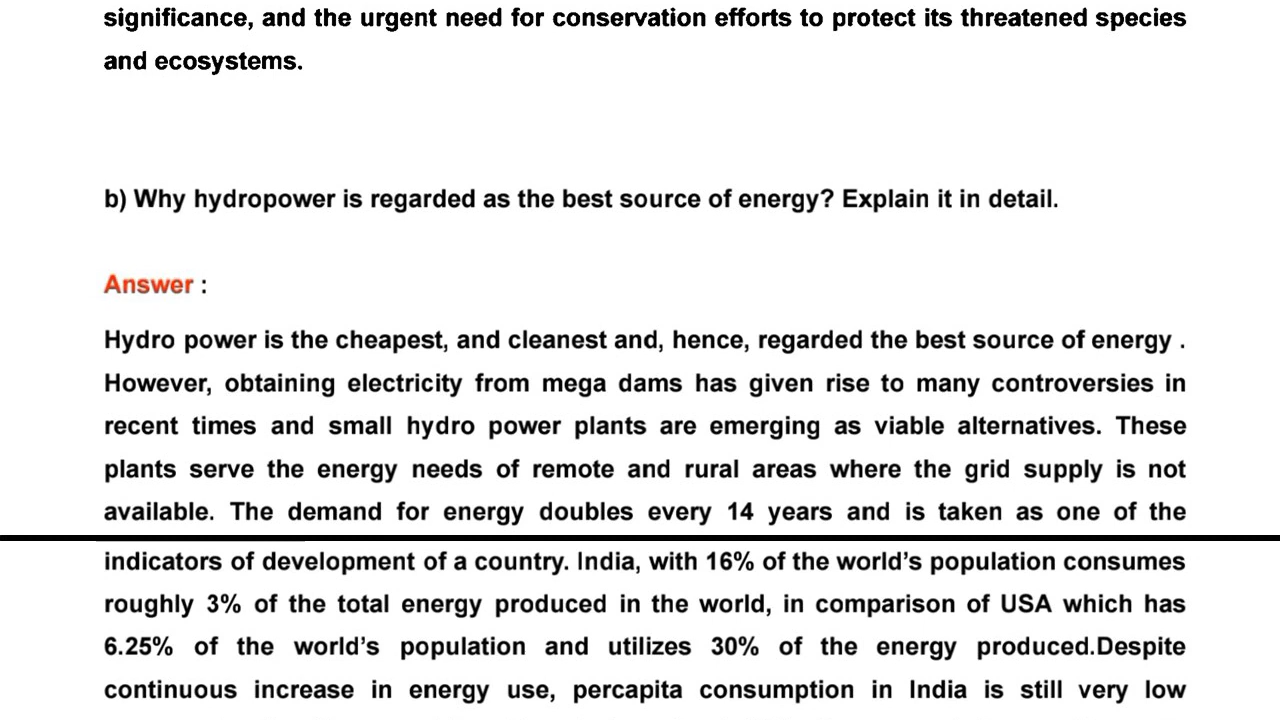 significance, and the urgent need for conservation efforts to protect its threatened species
and ecosystems.
b) Why hydropower is regarded as the best source of energy? Explain it in detail.
Answer :
Hydro power is the cheapest, and cleanest and, hence, regarded the best source of energy .
However, obtaining electricity from mega dams has given rise to many controversies in
recent times and small hydro power plants are emerging as viable alternatives. These
plants serve the energy needs of remote and rural areas where the grid supply is not
available. The demand for energy doubles every 14 years and is taken as one of the
indicators of development of a country. India, with 16% of the world’s population consumes
roughly 3% of the total energy produced in the world, in comparison of USA which has
6.25% of the world’s population and utilizes 30% of the energy produced.Despite
continuous increase in energy use, percapita consumption in India is still very low